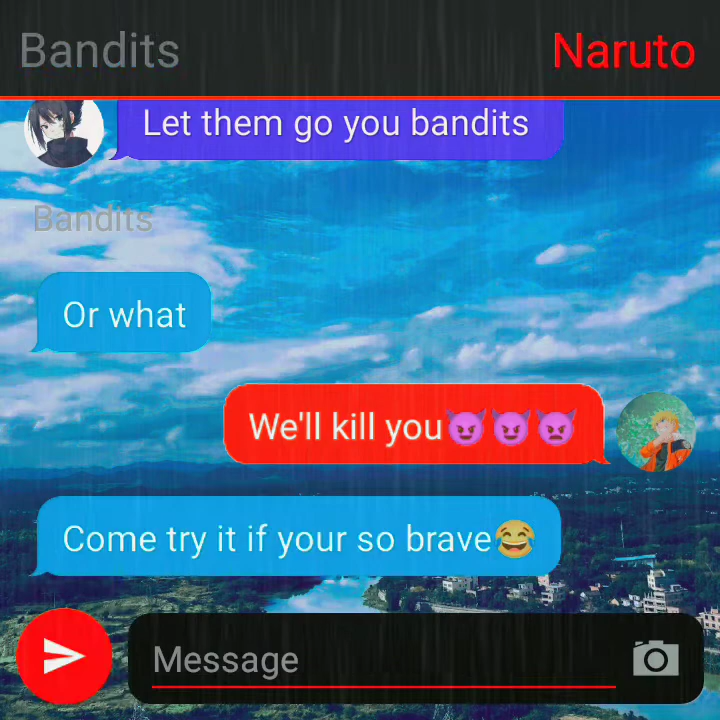 Bandits Naruto
Let them go you bandits
Bandits
Or what
We'll kill you😈😈👿
Come try it if your so brave😂
Message